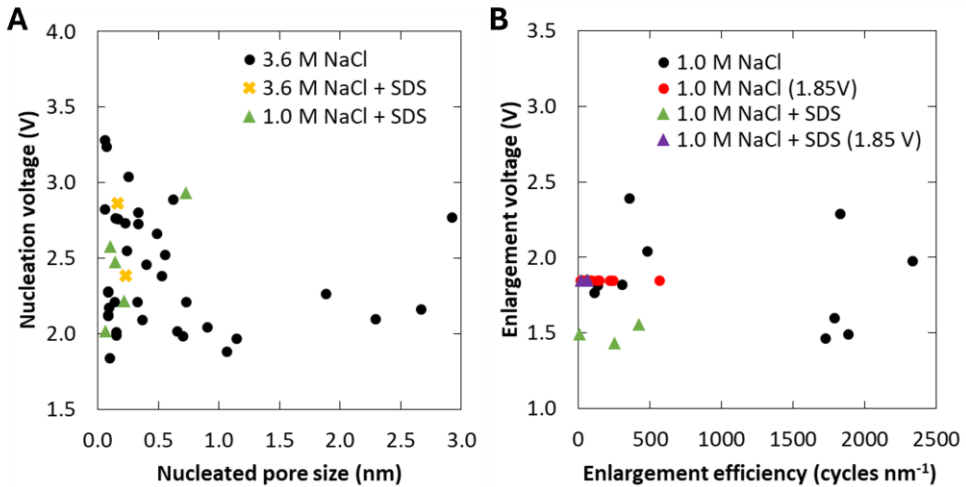 A
4.0
3.5
3.0
2.5
2.0
1.5
Nucleation voltage (V)
3.6 M NaCl
3.6 M NaCl + SDS
1.0 M NaCl + SDS
0.0 0.5 1.0 1.5 2.0 2.5 3.0
Nucleated pore size (nm)
B
3.5
3.0
2.5
2.0
1.5
1.0
Enlargement voltage (V)
1.0 M NaCl
1.0 M NaCl (1.85V)
1.0 M NaCl + SDS
1.0 M NaCl + SDS (1.85 V)
0 500 1000 1500 2000 2500
Enlargement efficiency (cycles nm⁻¹)